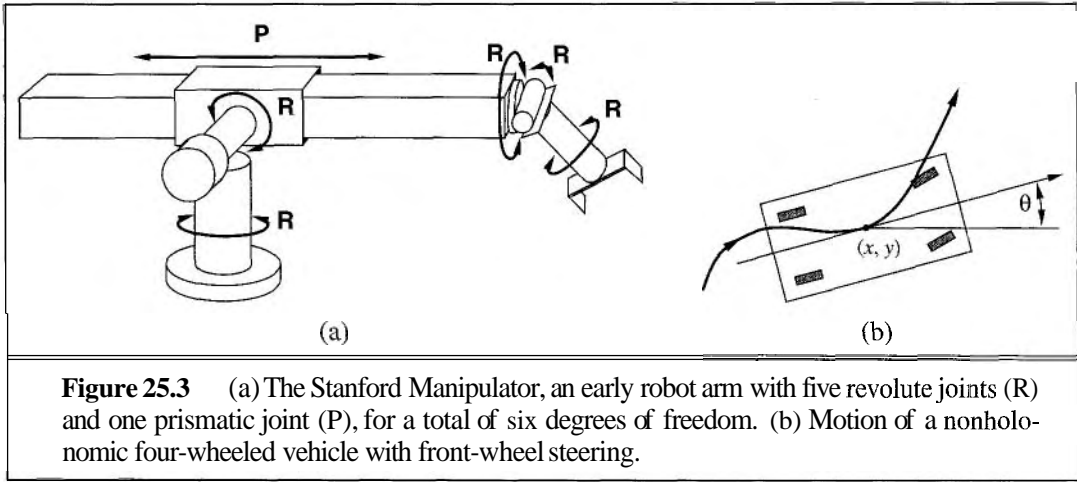 P
R
R
R
R
R
θ
(x, y)
(a)
(b)
Figure 25.3 (a) The Stanford Manipulator, an early robot arm with five revolute joints (R)
and one prismatic joint (P), for a total of six degrees of freedom. (b) Motion of a nonholo-
nomic four-wheeled vehicle with front-wheel steering.